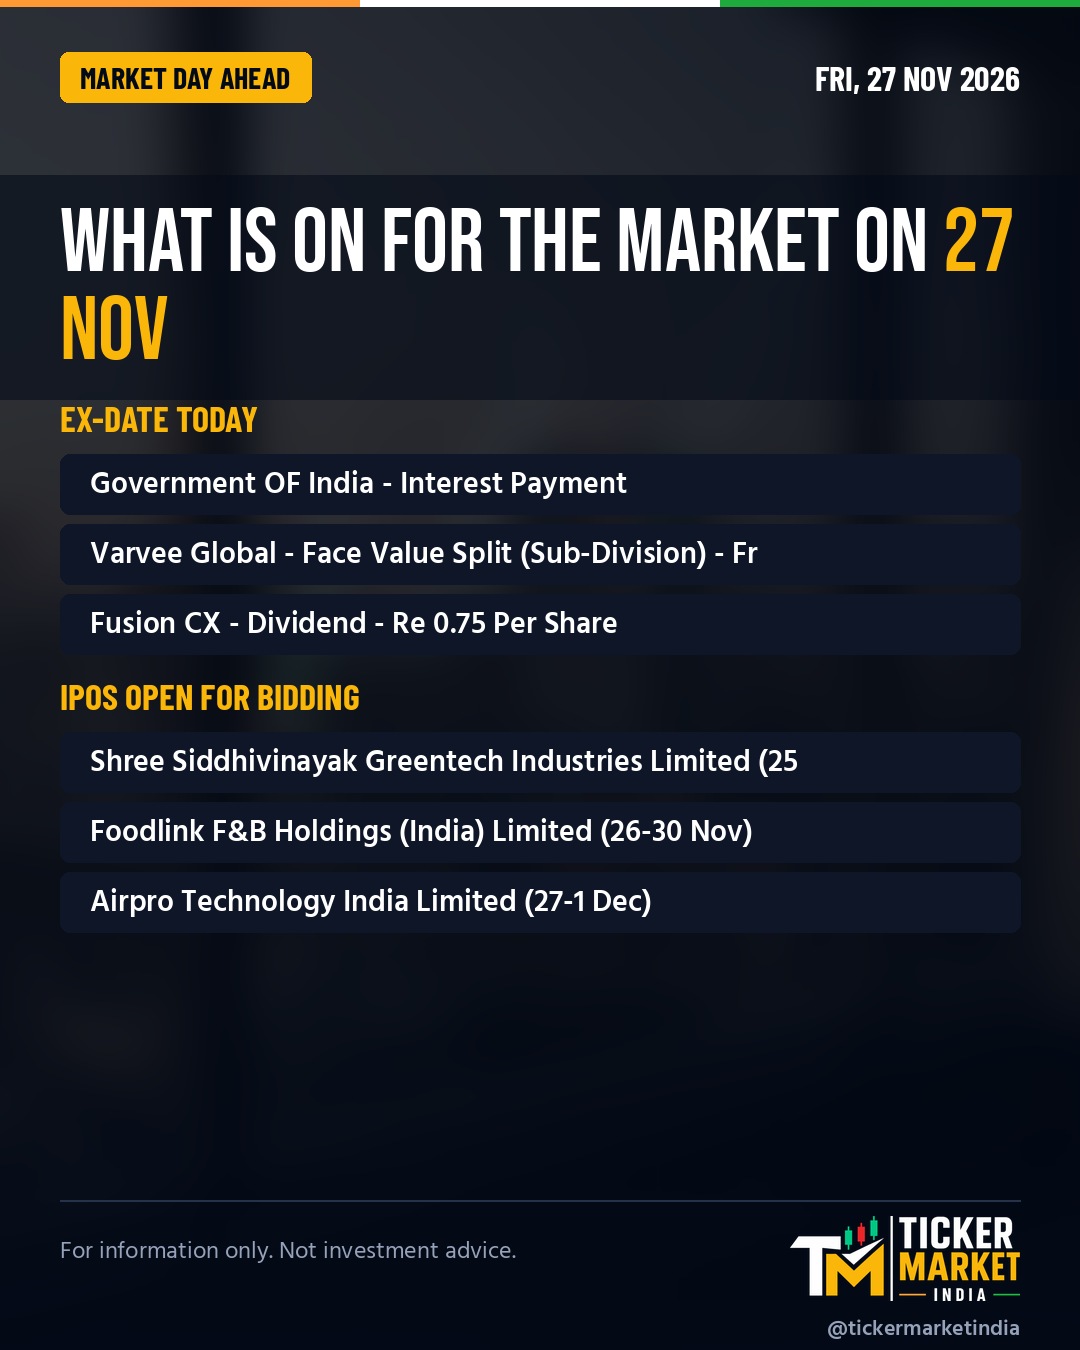 MARKET DAY AHEAD
FRI, 27 NOV 2026
WHAT IS ON FOR THE MARKET ON 27
NOV
EX-DATE TODAY
Government OF India - Interest Payment
Varvee Global - Face Value Split (Sub-Division) - Fr
Fusion CX - Dividend - Re 0.75 Per Share
IPOS OPEN FOR BIDDING
Shree Siddhivinayak Greentech Industries Limited (25
Foodlink F&B Holdings (India) Limited (26-30 Nov)
Airpro Technology India Limited (27-1 Dec)
For information only. Not investment advice.
TM
TICKER
MARKET
INDIA
@tickermarketindia